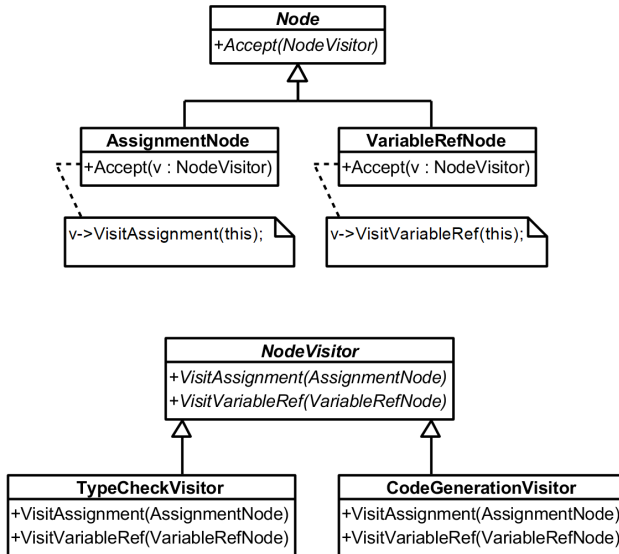 Node
+Accept(NodeVisitor)
AssignmentNode
+Accept(v : NodeVisitor)
VariableRefNode
+Accept(v : NodeVisitor)
v->VisitAssignment(this);
v->VisitVariableRef(this);
NodeVisitor
+VisitAssignment(AssignmentNode)
+VisitVariableRef(VariableRefNode)
TypeCheckVisitor
+VisitAssignment(AssignmentNode)
+VisitVariableRef(VariableRefNode)
CodeGenerationVisitor
+VisitAssignment(AssignmentNode)
+VisitVariableRef(VariableRefNode)